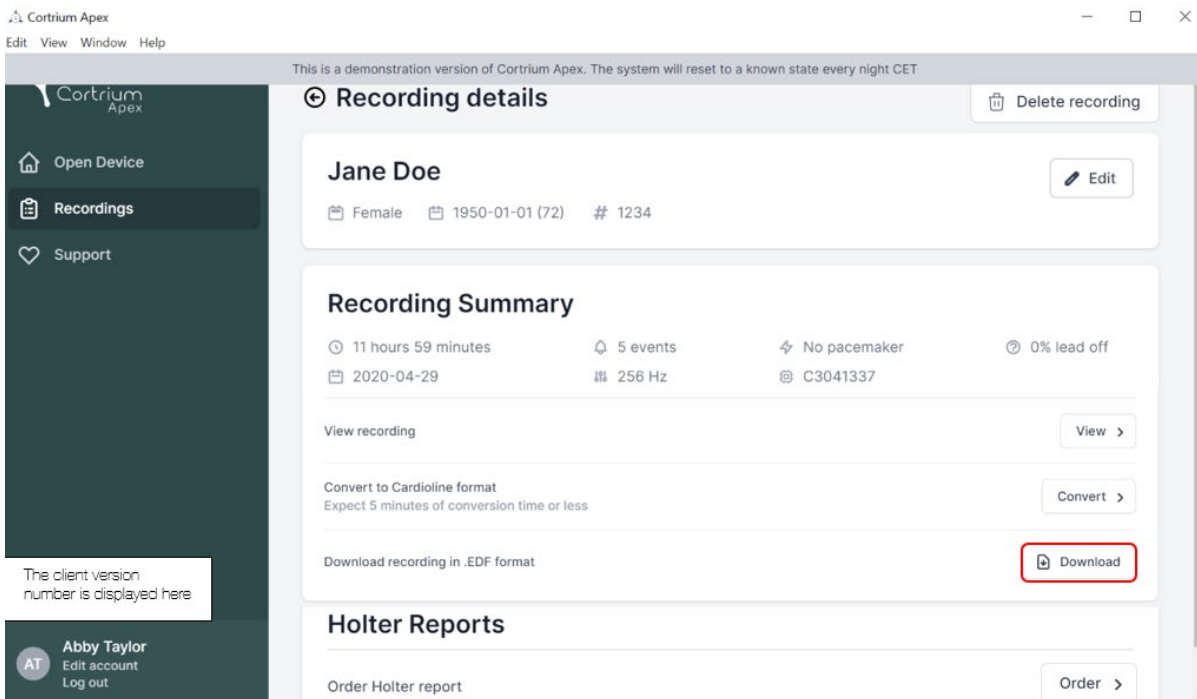 Cortrium Apex
Edit View Window Help
This is a demonstration version of Cortrium Apex. The system will reset to a known state every night CET
Cortrium
Apex
Open Device
Recordings
Support
The client version
number is displayed here
AT
Abby Taylor
Edit account
Log out
Recording details
Delete recording
Jane Doe
Edit
Female 1950-01-01 (72) # 1234
Recording Summary
11 hours 59 minutes 5 events No pacemaker 0% lead off
2020-04-29 256 Hz C3041337
View recording View >
Convert to Cardioline format
Expect 5 minutes of conversion time or less
Convert >
Download recording in .EDF format Download
Holter Reports
Order Holter report Order >